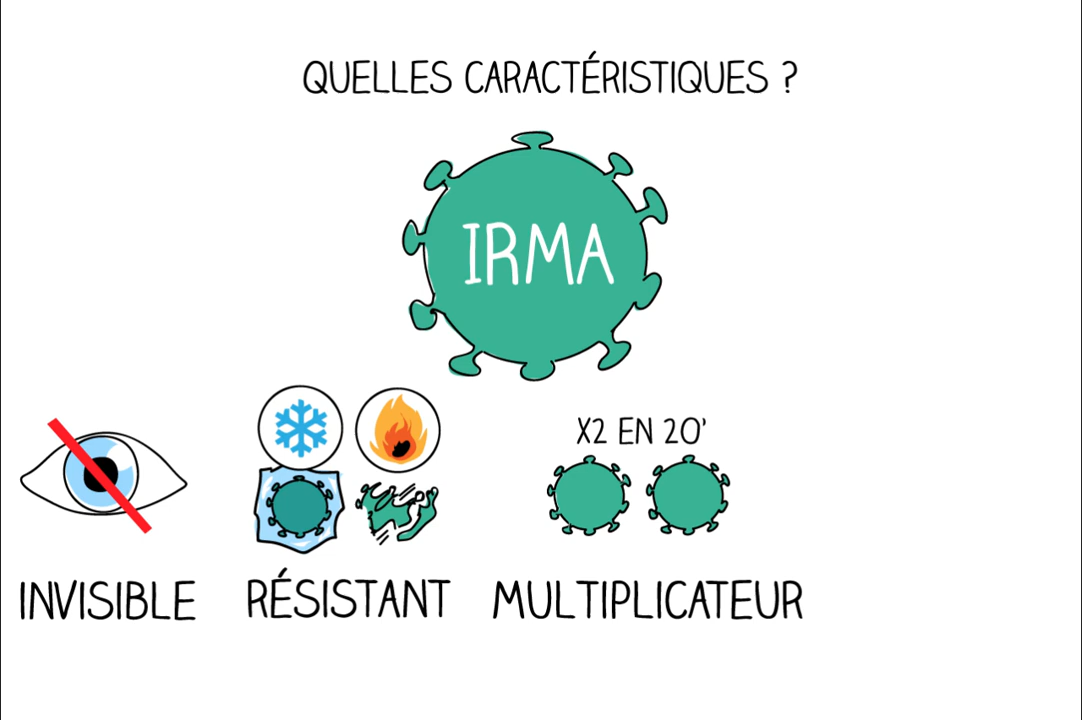 QUELLES CARACTÉRISTIQUES ?
IRMA
X2 EN 20'
INVISIBLE
RÉSISTANT
MULTIPLICATEUR